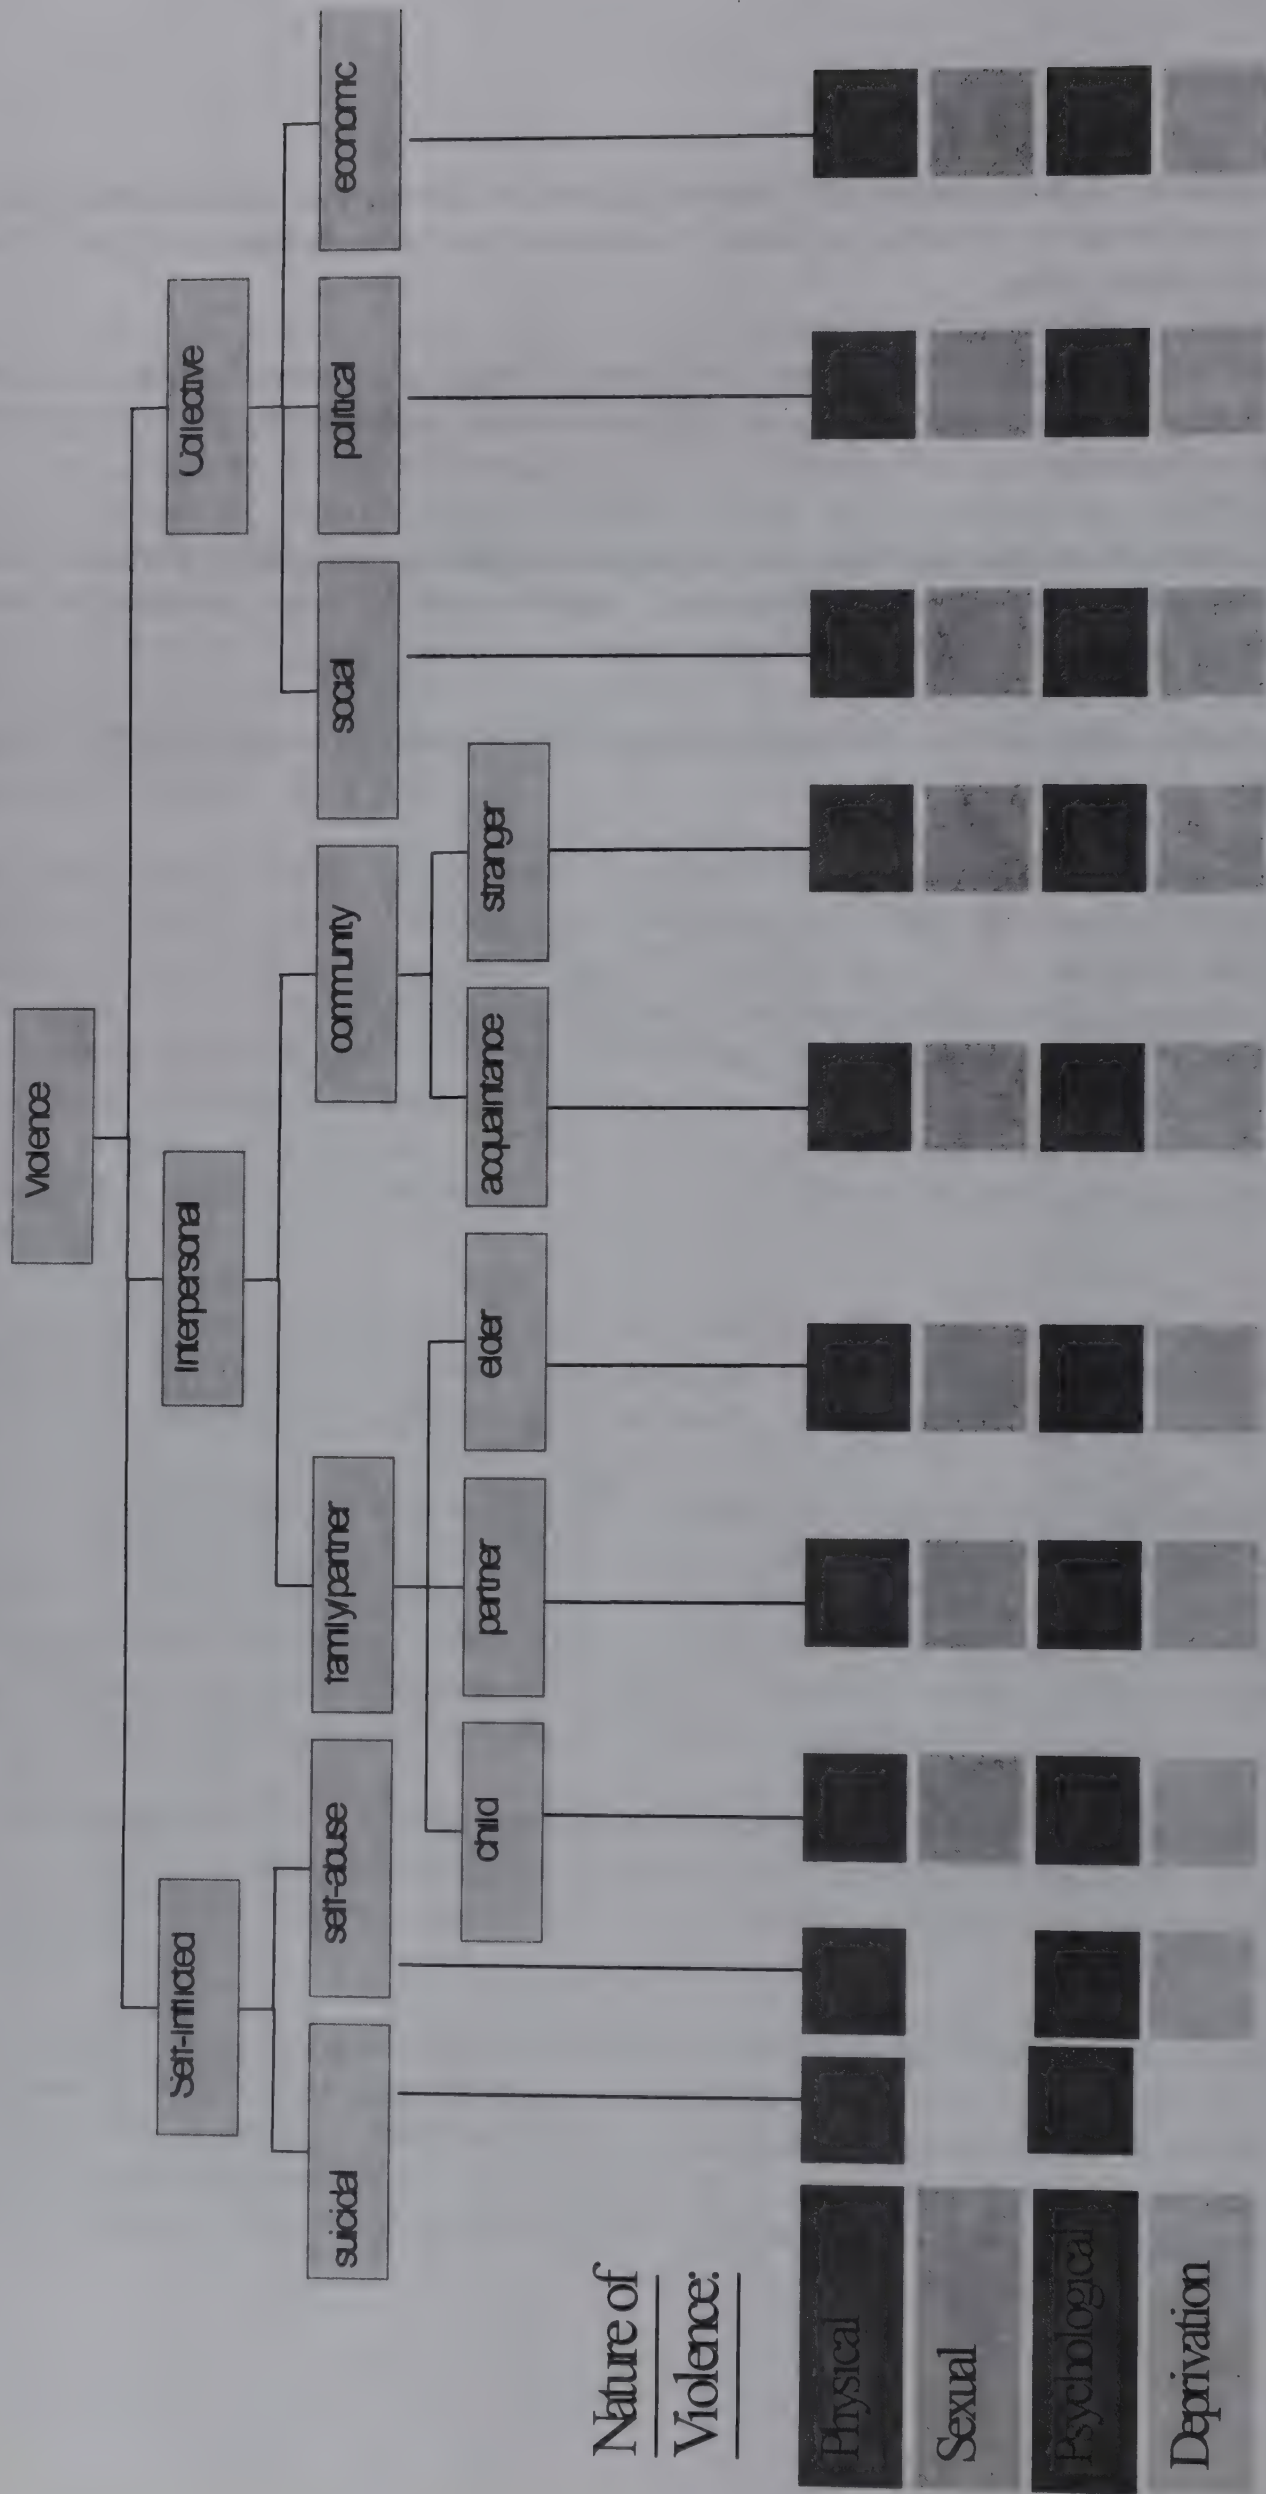 Violence
Self-inflicted
Interpersonal
Collective
suicidal
self-abuse
family/partner
community
social
political
economic
child
partner
elder
acquaintance
stranger
Nature of
Violence:
Physical
Sexual
Psychological
Deprivation